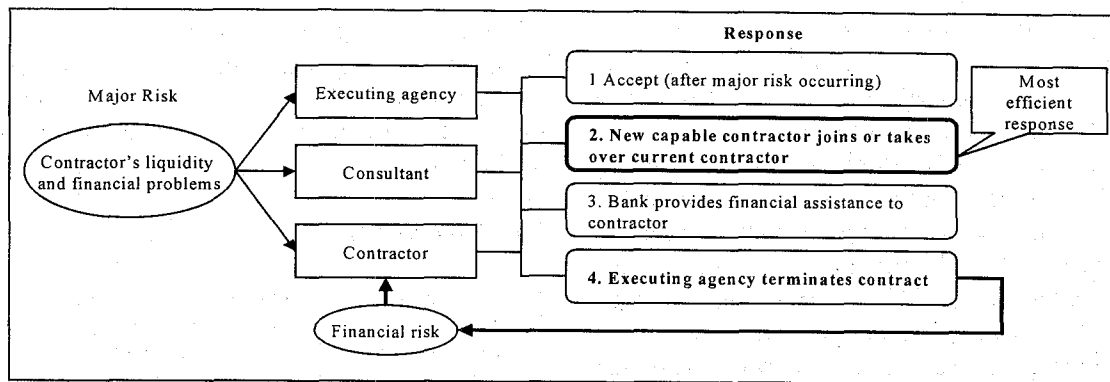 Response
Major Risk
Contractor's liquidity
and financial problems
Executing agency
Consultant
Contractor
Financial risk
1 Accept (after major risk occurring)
2. New capable contractor joins or takes
over current contractor
3. Bank provides financial assistance to
contractor
4. Executing agency terminates contract
Most
efficient
response